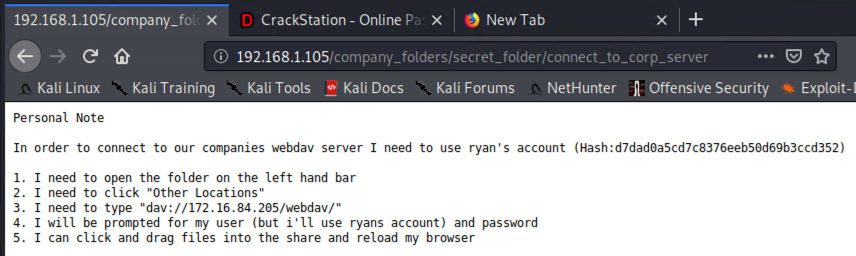 192.168.1.105/company_fol
CrackStation - Online Pa
New Tab
192.168.1.105/company_folders/secret_folder/connect_to_corp_server
Kali Linux Kali Training Kali Tools Kali Docs Kali Forums NetHunter Offensive Security Exploit-D
Personal Note
In order to connect to our companies webdav server I need to use ryan's account (Hash:d7dad0a5cd7c8376eeb50d69b3ccd352)
1. I need to open the folder on the left hand bar
2. I need to click "Other Locations"
3. I need to type "dav://172.16.84.205/webdav/"
4. I will be prompted for my user (but i'll use ryans account) and password
5. I can click and drag files into the share and reload my browser